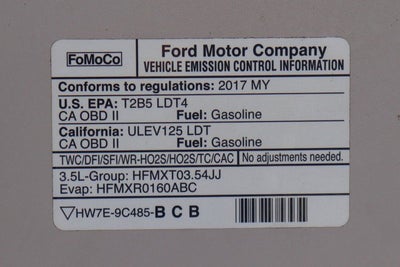 FoMoCo
Ford Motor Company
VEHICLE EMISSION CONTROL INFORMATION
Conforms to regulations: 2017 MY
U.S. EPA: T2B5 LDT4
CA OBD II Fuel: Gasoline
California: ULEV125 LDT
CA OBD II Fuel: Gasoline
TWC/DFI/SFI/WR-HO2S/HO2S/TC/CAC No adjustments needed.
3.5L-Group: HFMXT03.54JJ
Evap: HFMXR0160ABC
▽HW7E-9C485-B C B